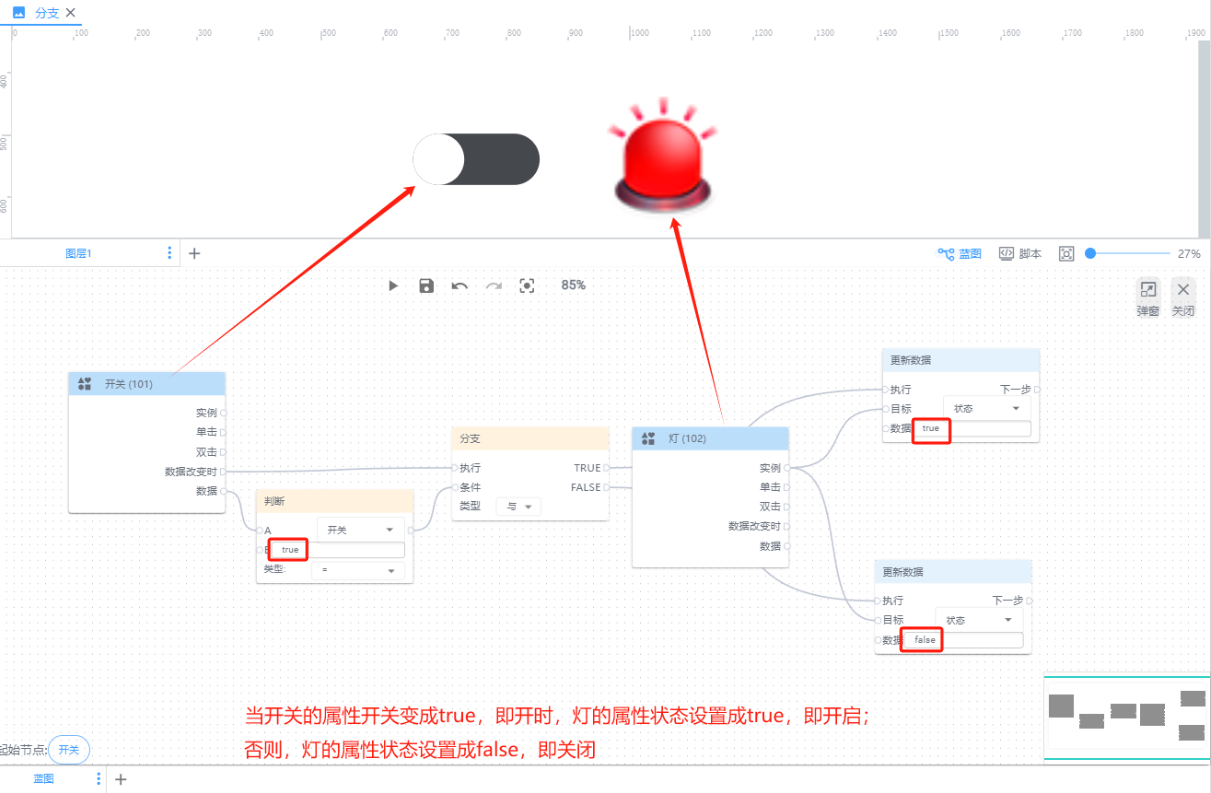 分支
0 100 200 300 400 500 600 700 800 900 1000 1100 1200 1300 1400 1500 1600 1700 1800 1900
400
500
600
图层1
蓝图 脚本 27%
85%
弹窗 关闭
开关 (101)
实例
单击
双击
数据改变时
数据
判断
A 开关
true
类型: =
分支
执行 TRUE
条件 FALSE
类型 与
灯 (102)
实例
单击
双击
数据改变时
数据
更新数据
执行 下一步
目标 状态
数据 true
更新数据
执行 下一步
目标 状态
数据 false
当开关的属性开关变成true，即开时，灯的属性状态设置成true，即开启；
否则，灯的属性状态设置成false，即关闭
起始节点: 开关
蓝图